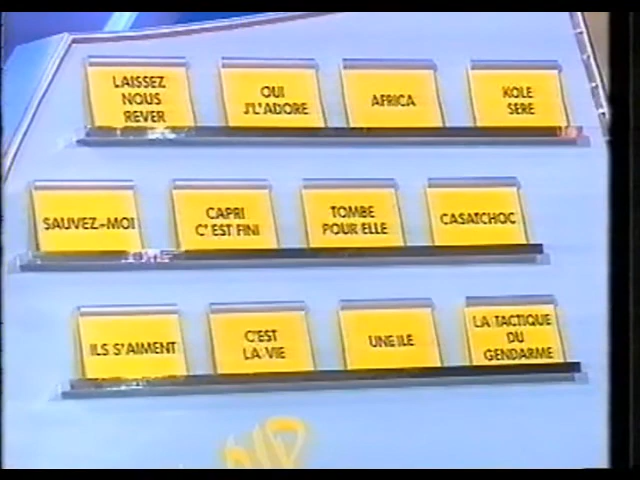 LAISSEZ
NOUS
REVER
OUI
J'L'ADORE
AFRICA
KOLE
SERE
SAUVEZ-MOI
CAPRI
C'EST FINI
TOMBE
POUR ELLE
CASATCHOC
ILS S'AIMENT
C'EST
LA VIE
UNE ILE
LA TACTIQUE
DU
GENDARME